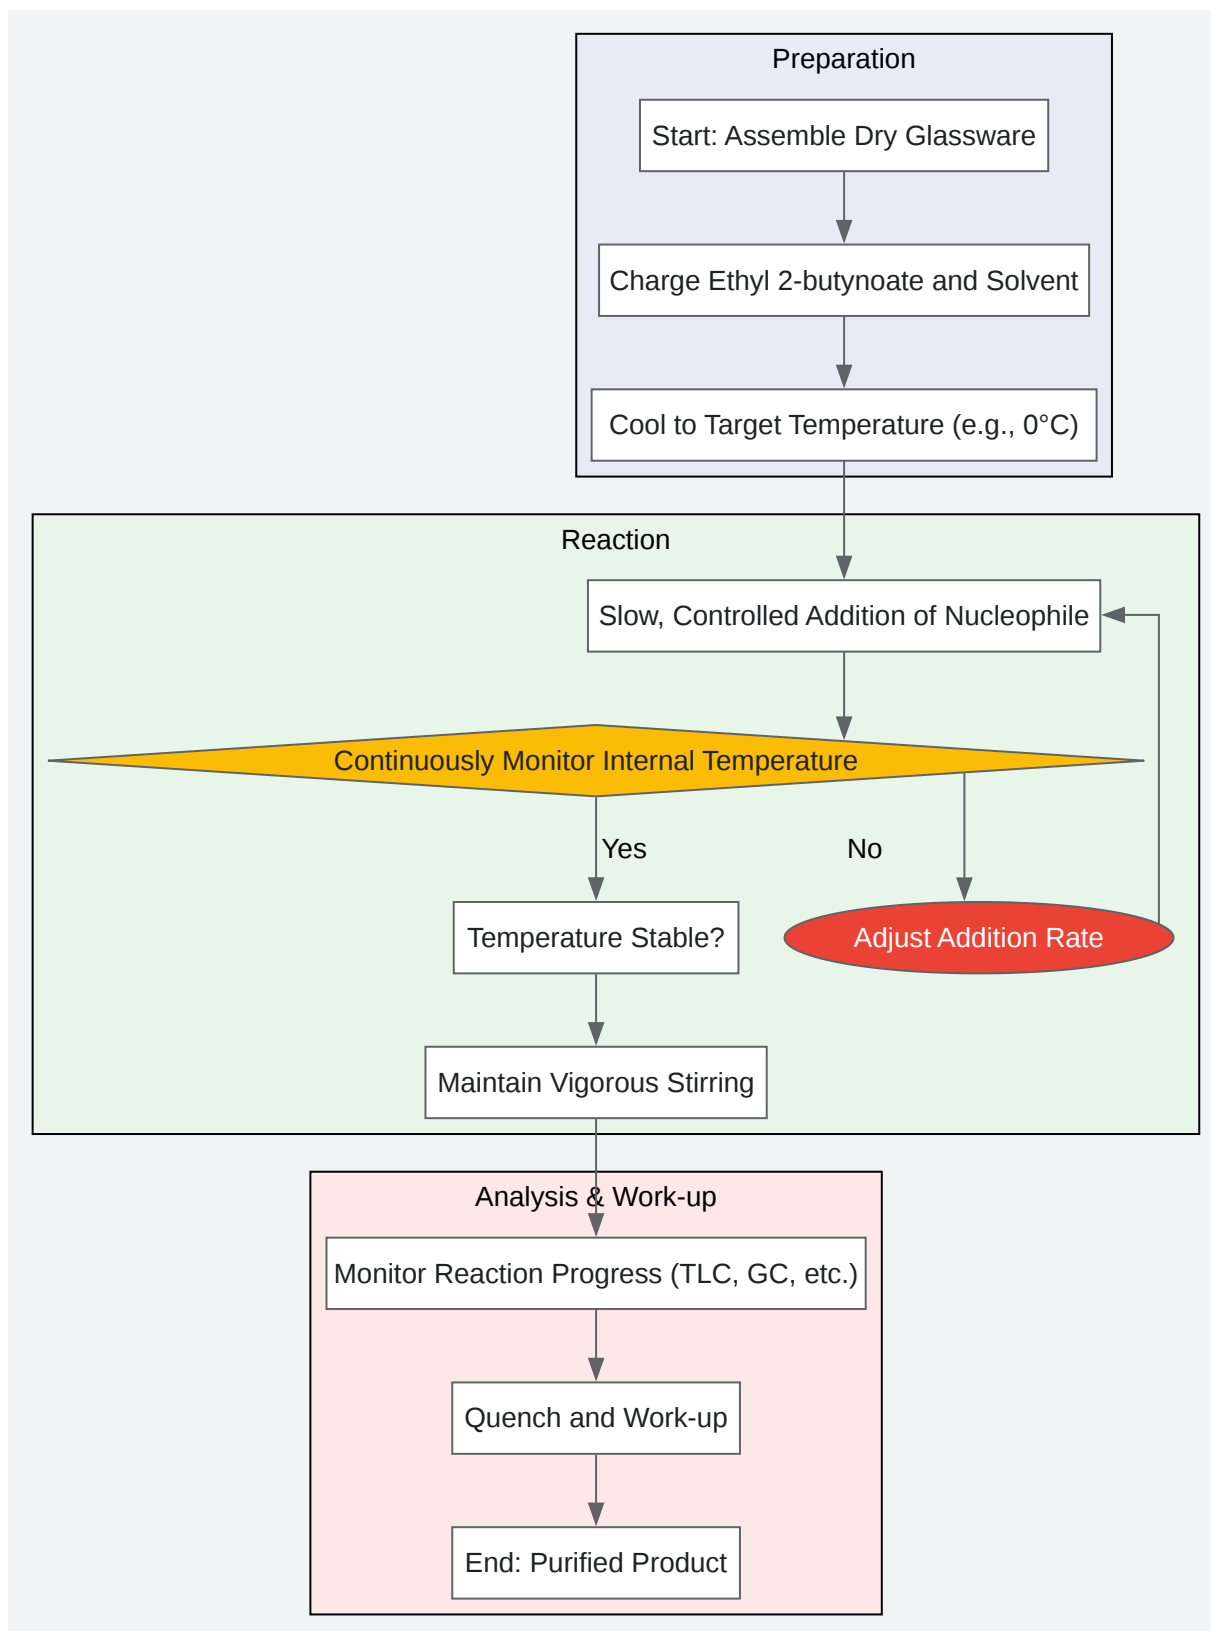 Preparation
Start: Assemble Dry Glassware
Charge Ethyl 2-butynoate and Solvent
Cool to Target Temperature (e.g., 0°C)
Reaction
Slow, Controlled Addition of Nucleophile
Continuously Monitor Internal Temperature
Yes
No
Temperature Stable?
Adjust Addition Rate
Maintain Vigorous Stirring
Analysis & Work-up
Monitor Reaction Progress (TLC, GC, etc.)
Quench and Work-up
End: Purified Product